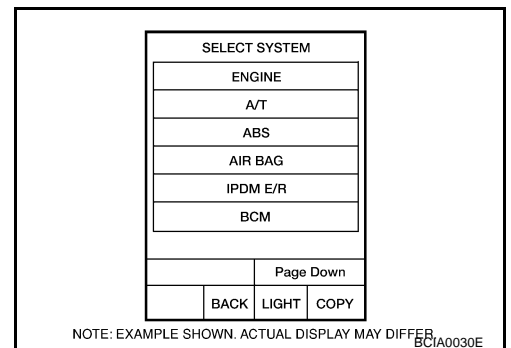 SELECT SYSTEM
ENGINE
A/T
ABS
AIR BAG
IPDM E/R
BCM
Page Down
BACK LIGHT COPY
NOTE: EXAMPLE SHOWN. ACTUAL DISPLAY MAY DIFFER.
BCIA0030E